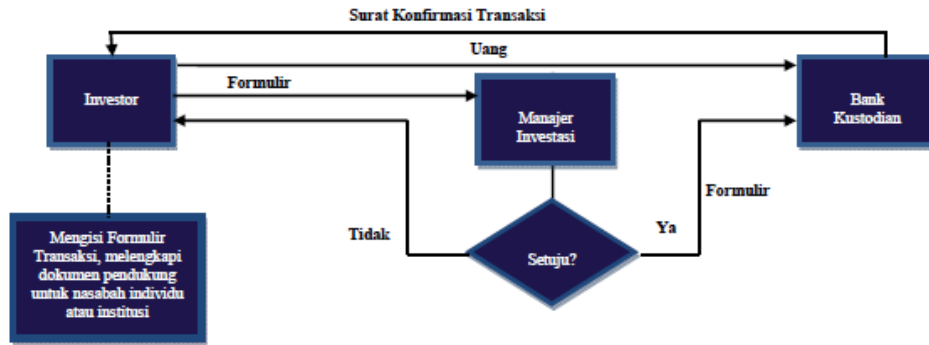 Surat Konfirmasi Transaksi
Uang
Formulir
Investor
Manajer
Investasi
Bank
Kustodian
Formulir
Tidak
Ya
Setuju?
Mengisi Formulir
Transaksi, melengkapi
dokumen pendukung
untuk nasabah individu
atau institusi